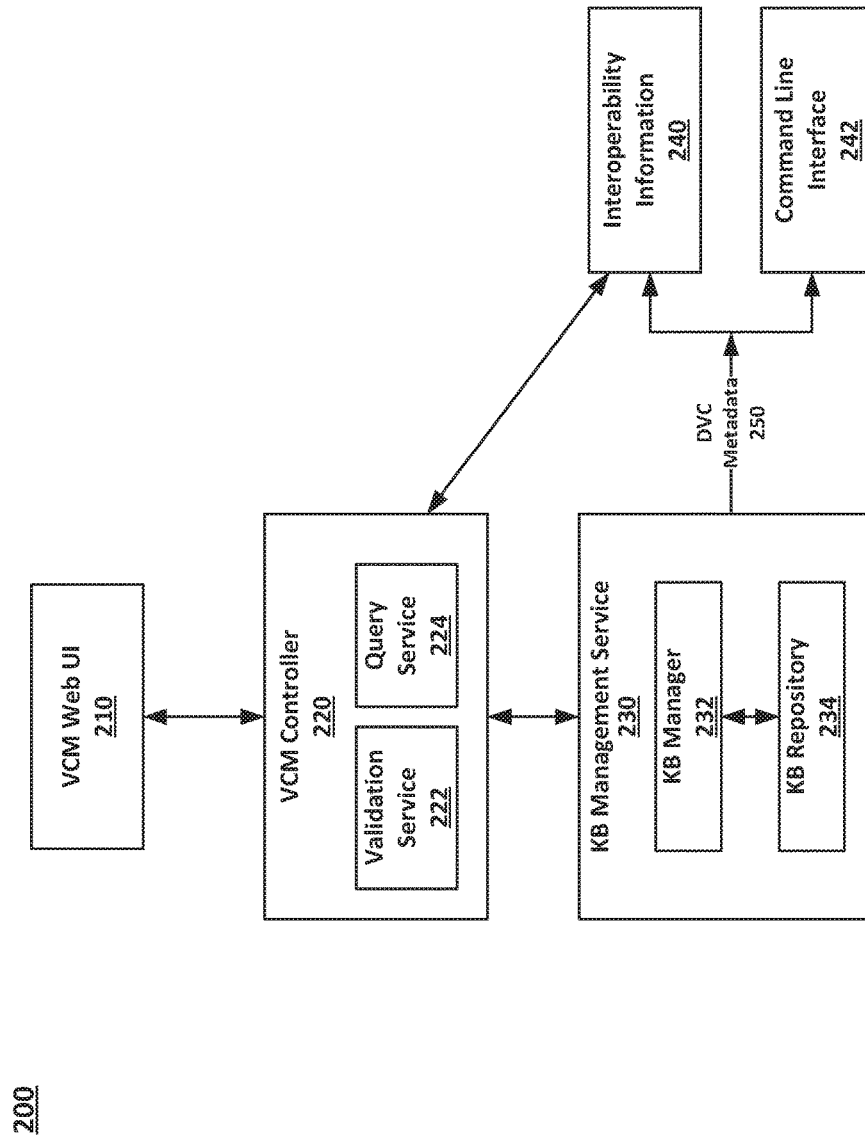 200
VCM Web UI
210
VCM Controller
220
Validation
Service
222
Query
Service
224
KB Management Service
230
KB Manager
232
KB Repository
234
DVC
Metadata
250
Interoperability
Information
240
Command Line
Interface
242